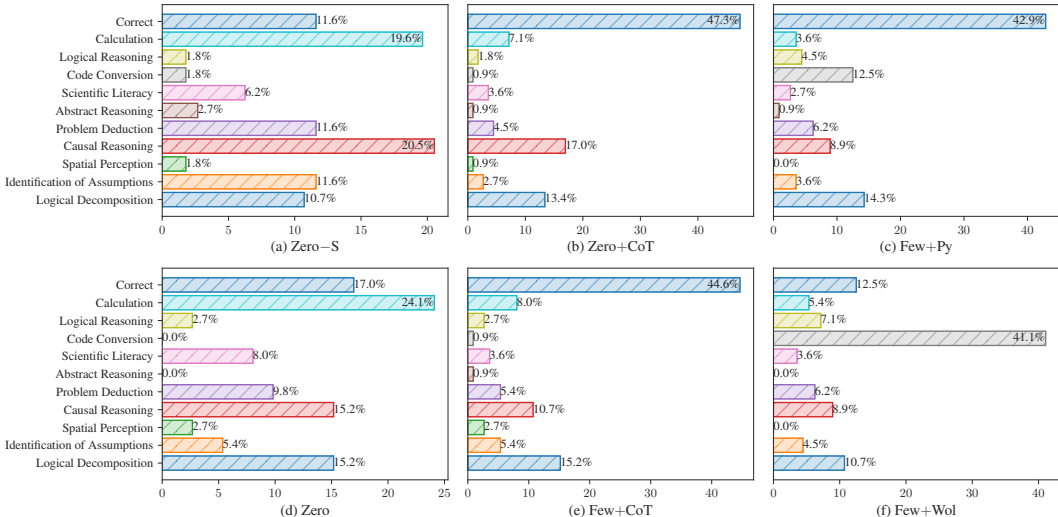 Correct 11.6% 47.3% 42.9%
Calculation 19.6% 7.1% 3.6%
Logical Reasoning 1.8% 1.8% 4.5%
Code Conversion 1.8% 0.9% 12.5%
Scientific Literacy 6.2% 3.6% 2.7%
Abstract Reasoning 2.7% 0.9% 0.9%
Problem Deduction 11.6% 4.5% 6.2%
Causal Reasoning 20.5% 17.0% 8.9%
Spatial Perception 1.8% 0.9% 0.0%
Identification of Assumptions 11.6% 2.7% 3.6%
Logical Decomposition 10.7% 13.4% 14.3%
0 5 10 15 20 0 10 20 30 40 0 10 20 30 40
(a) Zero−S (b) Zero+CoT (c) Few+Py
Correct 17.0% 44.6% 12.5%
Calculation 24.1% 8.0% 5.4%
Logical Reasoning 2.7% 2.7% 7.1%
Code Conversion 0.0% 0.9% 41.1%
Scientific Literacy 8.0% 3.6% 3.6%
Abstract Reasoning 0.0% 0.9% 0.0%
Problem Deduction 9.8% 5.4% 6.2%
Causal Reasoning 15.2% 10.7% 8.9%
Spatial Perception 2.7% 2.7% 0.0%
Identification of Assumptions 5.4% 5.4% 4.5%
Logical Decomposition 15.2% 15.2% 10.7%
0 5 10 15 20 25 0 10 20 30 40 0 10 20 30 40
(d) Zero (e) Few+CoT (f) Few+Wol